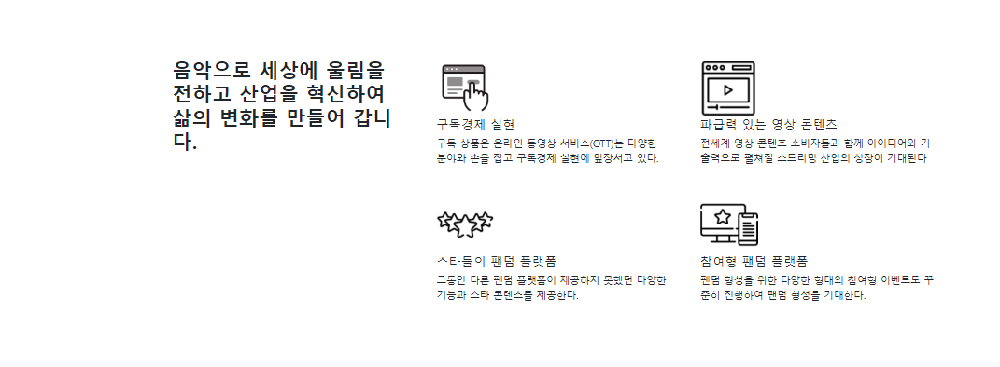 음악으로 세상에 울림을
전하고 산업을 혁신하여
삶의 변화를 만들어 갑니
다.
구독경제 실현
구독 상품은 온라인 동영상 서비스(OTT)는 다양한
분야와 손을 잡고 구독경제 실현에 앞장서고 있다.
파급력 있는 영상 콘텐츠
전세계 영상 콘텐츠 소비자들과 함께 아이디어와 기
술력으로 펼쳐질 스트리밍 산업의 성장이 기대된다
스타들의 팬덤 플랫폼
그동안 다른 팬덤 플랫폼이 제공하지 못했던 다양한
기능과 스타 콘텐츠를 제공한다.
참여형 팬덤 플랫폼
팬덤 형성을 위한 다양한 형태의 참여형 이벤트도 꾸
준히 진행하여 팬덤 형성을 기대한다.